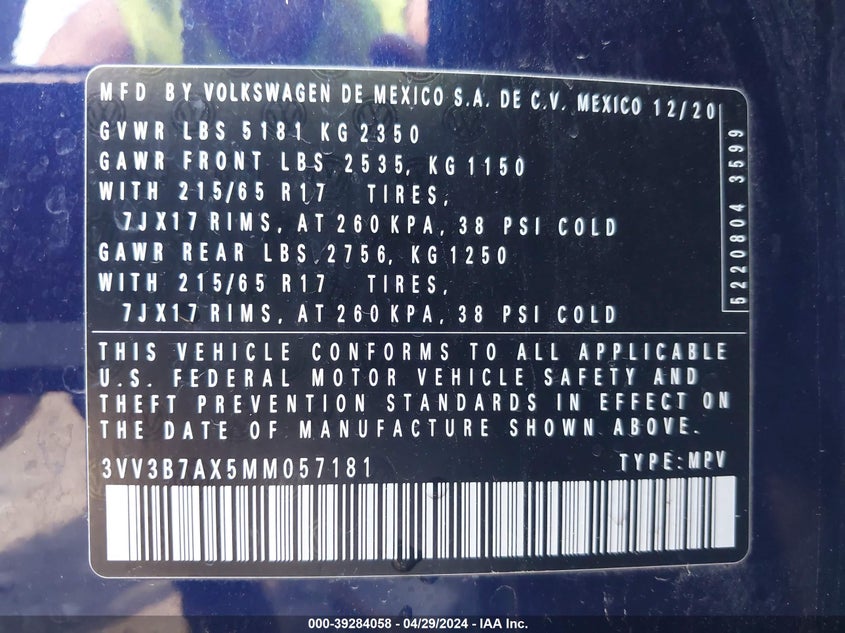 MFD BY VOLKSWAGEN DE MEXICO S.A. DE C.V. MEXICO 12/20
GVWR LBS 5181 KG 2350
GAWR FRONT LBS 2535, KG 1150
WITH 215/65 R17 TIRES,
7JX17 RIMS, AT 260 KPA, 38 PSI COLD
GAWR REAR LBS 2756, KG 1250
WITH 215/65 R17 TIRES,
7JX17 RIMS, AT 260 KPA, 38 PSI COLD
5220804 3599
THIS VEHICLE CONFORMS TO ALL APPLICABLE
U.S. FEDERAL MOTOR VEHICLE SAFETY AND
THEFT PREVENTION STANDARDS IN EFFECT ON
THE DATE OF MANUFACTURE SHOWN ABOVE.
3VV3B7AX5MM057181 TYPE:MPV
000-39284058 - 04/29/2024 - IAA Inc.